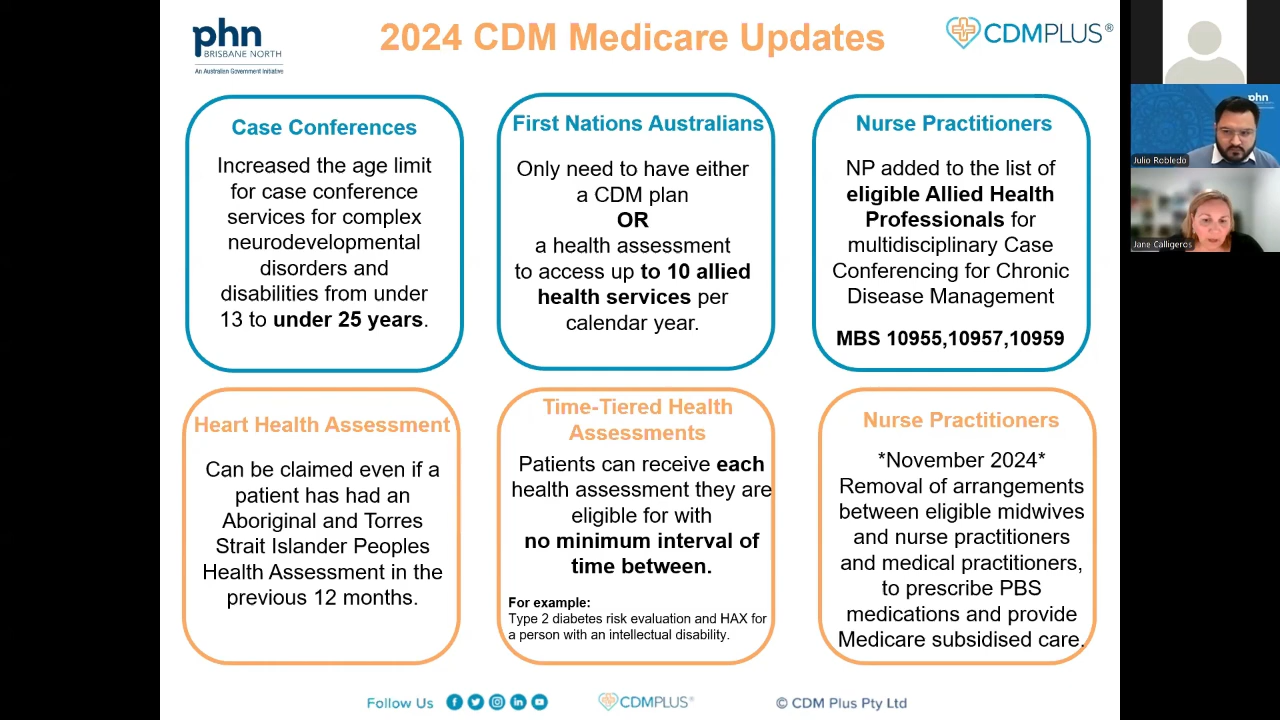 phn
BRISBANE NORTH
An Australian Government Initiative
2024 CDM Medicare Updates
CDMPLUS®
Case Conferences
Increased the age limit
for case conference
services for complex
neurodevelopmental
disorders and
disabilities from under
13 to under 25 years.
First Nations Australians
Only need to have either
a CDM plan
OR
a health assessment
to access up to 10 allied
health services per
calendar year.
Nurse Practitioners
NP added to the list of
eligible Allied Health
Professionals for
multidisciplinary Case
Conferencing for Chronic
Disease Management
MBS 10955,10957,10959
Heart Health Assessment
Can be claimed even if a
patient has had an
Aboriginal and Torres
Strait Islander Peoples
Health Assessment in the
previous 12 months.
Time-Tiered Health
Assessments
Patients can receive each
health assessment they are
eligible for with
no minimum interval of
time between.
For example:
Type 2 diabetes risk evaluation and HAX for
a person with an intellectual disability.
Nurse Practitioners
*November 2024*
Removal of arrangements
between eligible midwives
and nurse practitioners
and medical practitioners,
to prescribe PBS
medications and provide
Medicare subsidised care.
Follow Us
CDMPLUS®
© CDM Plus Pty Ltd
phn
Julio Robledo
Jane Calligeros